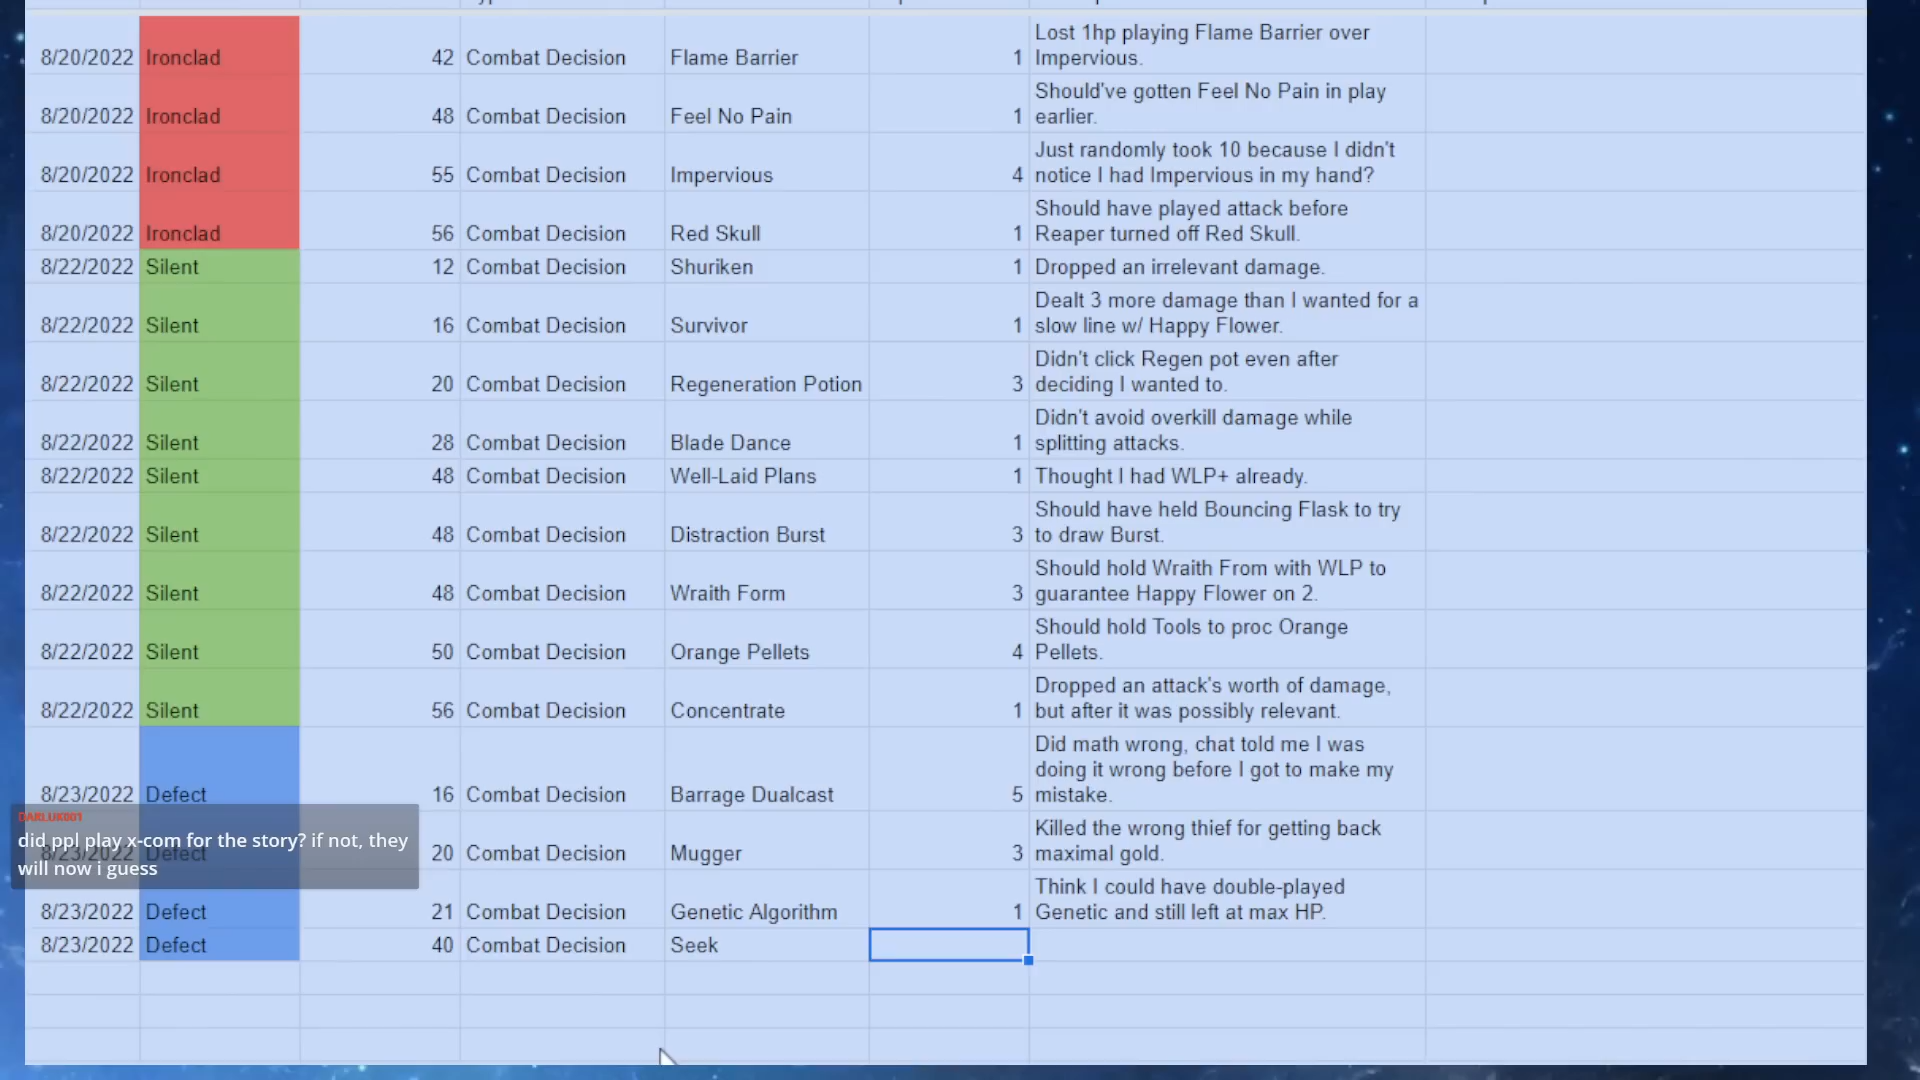 8/20/2022 Ironclad 42 Combat Decision Flame Barrier 1 Lost 1hp playing Flame Barrier over
Impervious.
8/20/2022 Ironclad 48 Combat Decision Feel No Pain 1 Should've gotten Feel No Pain in play
earlier.
8/20/2022 Ironclad 55 Combat Decision Impervious 4 Just randomly took 10 because I didn't
notice I had Impervious in my hand?
8/20/2022 Ironclad 56 Combat Decision Red Skull 1 Should have played attack before
Reaper turned off Red Skull.
8/22/2022 Silent 12 Combat Decision Shuriken 1 Dropped an irrelevant damage.
8/22/2022 Silent 16 Combat Decision Survivor 1 Dealt 3 more damage than I wanted for a
slow line w/ Happy Flower.
8/22/2022 Silent 20 Combat Decision Regeneration Potion 3 Didn't click Regen pot even after
deciding I wanted to.
8/22/2022 Silent 28 Combat Decision Blade Dance 1 Didn't avoid overkill damage while
splitting attacks.
8/22/2022 Silent 48 Combat Decision Well-Laid Plans 1 Thought I had WLP+ already.
8/22/2022 Silent 48 Combat Decision Distraction Burst 3 Should have held Bouncing Flask to try
to draw Burst.
8/22/2022 Silent 48 Combat Decision Wraith Form 3 Should hold Wraith From with WLP to
guarantee Happy Flower on 2.
8/22/2022 Silent 50 Combat Decision Orange Pellets 4 Should hold Tools to proc Orange
Pellets.
8/22/2022 Silent 56 Combat Decision Concentrate 1 Dropped an attack's worth of damage,
but after it was possibly relevant.
8/23/2022 Defect 16 Combat Decision Barrage Dualcast 5 Did math wrong, chat told me I was
doing it wrong before I got to make my
mistake.
8/23/2022 Defect 20 Combat Decision Mugger 3 Killed the wrong thief for getting back
maximal gold.
8/23/2022 Defect 21 Combat Decision Genetic Algorithm 1 Think I could have double-played
Genetic and still left at max HP.
8/23/2022 Defect 40 Combat Decision Seek
did ppl play x-com for the story? if not, they
will now i guess